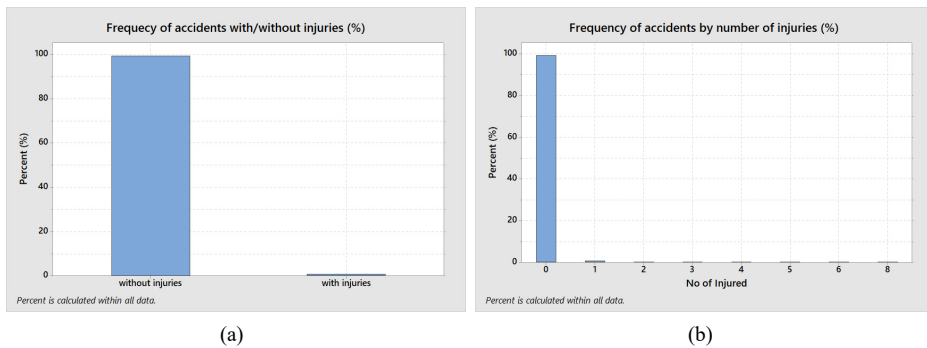 Frequecy of accidents with/without injuries (%)
100
80
60
40
20
0
Percent (%)
without injuries with injuries
Percent is calculated within all data.
(a)
Frequency of accidents by number of injuries (%)
100
80
60
40
20
0
Percent (%)
0 1 2 3 4 5 6 8
No of Injured
Percent is calculated within all data.
(b)